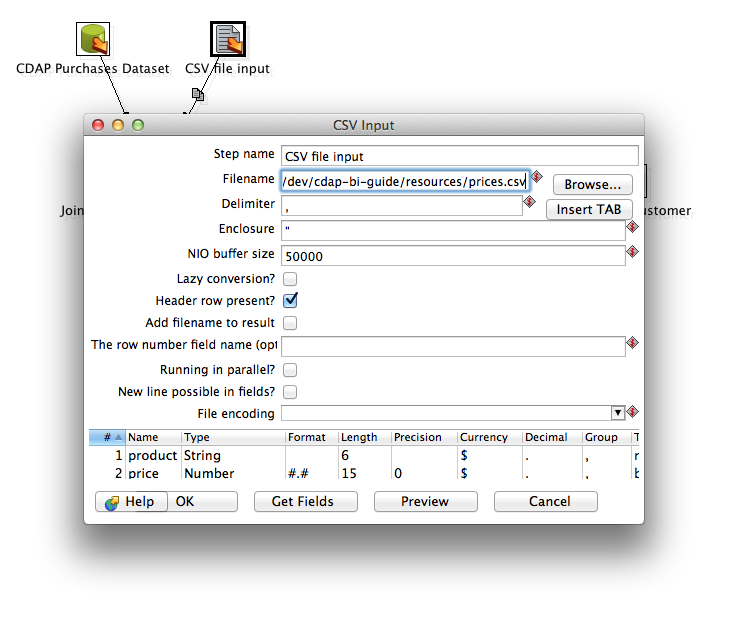 CDAP Purchases Dataset
CSV file input
CSV Input
Step name CSV file input
Filename /dev/cdap-bi-guide/resources/prices.csv Browse...
Join
ustomer
Delimiter , Insert TAB
Enclosure "
NIO buffer size 50000
Lazy conversion?
Header row present?
Add filename to result
The row number field name (opt
Running in parallel?
New line possible in fields?
File encoding
# Name Type Format Length Precision Currency Decimal Group T
1 product String 6 $ . , r
2 price Number #.# 15 0 $ . , b
Help OK Get Fields Preview Cancel